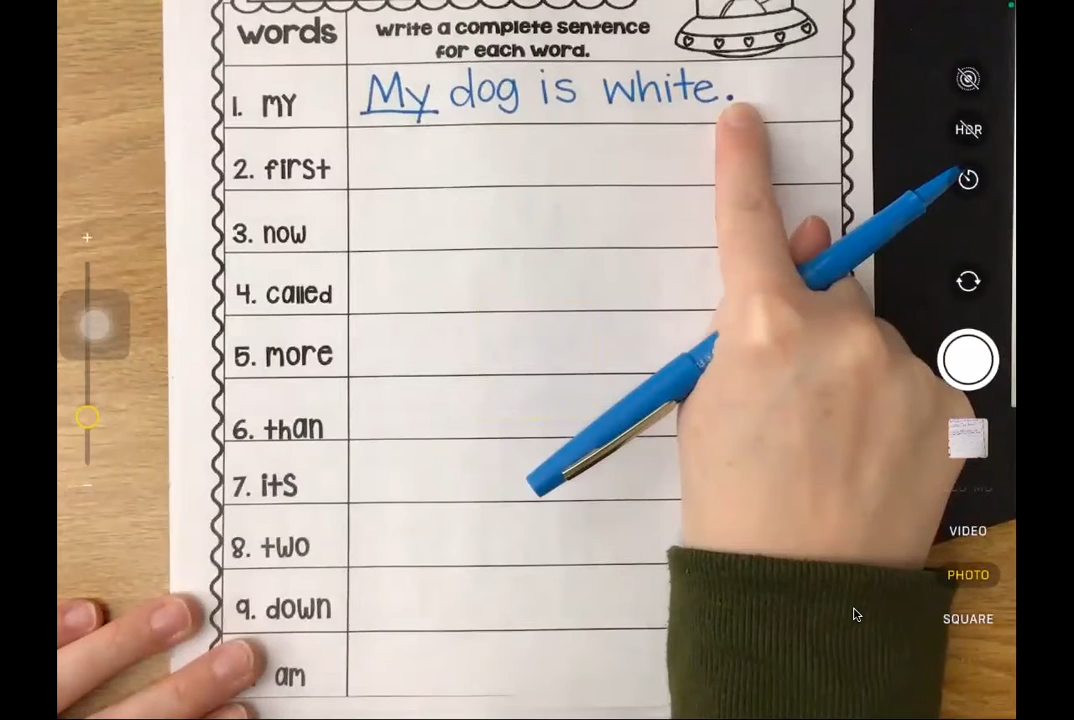 words
write a complete sentence
for each word.
1. my
My dog is white.
2. first
3. now
4. called
5. more
6. than
7. its
8. two
9. down
am
HDR
VIDEO
PHOTO
SQUARE